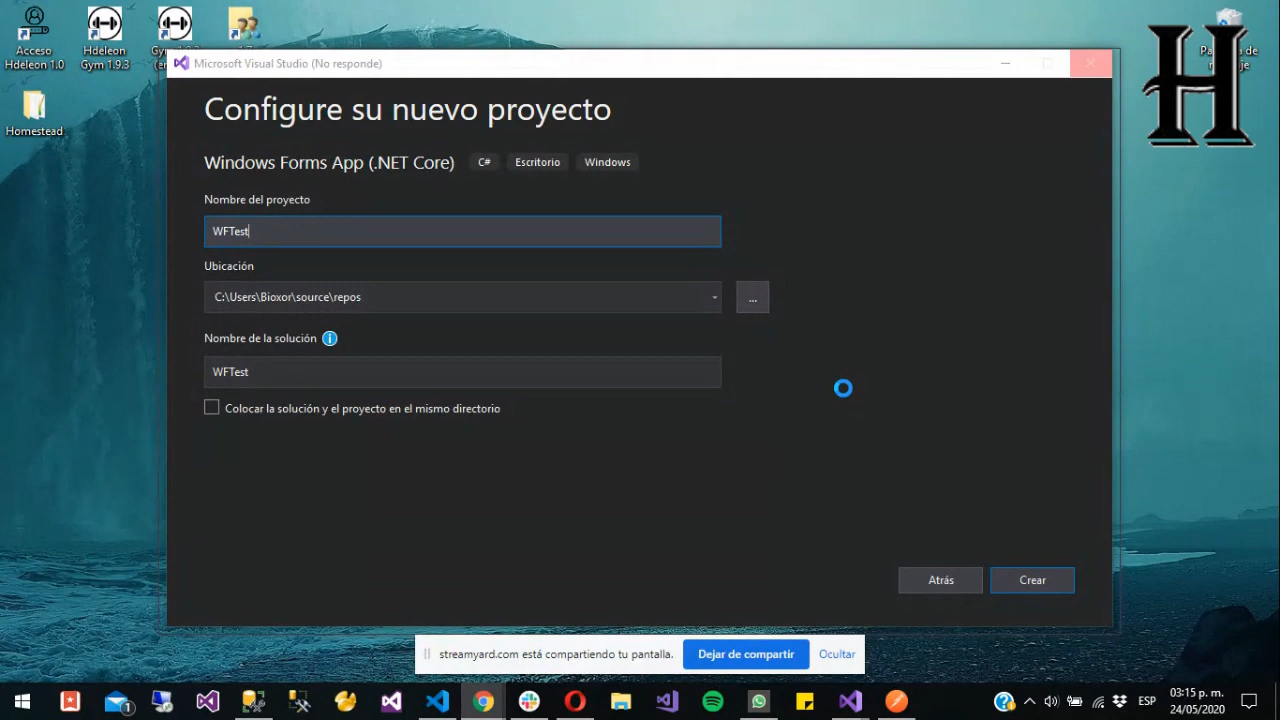 Acceso
Hdeleon 1.0
Hdeleon
Gym 1.9.3
Homestead
Microsoft Visual Studio (No responde)
H
Configure su nuevo proyecto
Windows Forms App (.NET Core)
C#
Escritorio
Windows
Nombre del proyecto
WFTest
Ubicación
C:\Users\Bioxor\source\repos
...
Nombre de la solución
WFTest
Colocar la solución y el proyecto en el mismo directorio
Atrás
Crear
streamyard.com está compartiendo tu pantalla.
Dejar de compartir
Ocultar
1
ESP
03:15 p. m.
24/05/2020